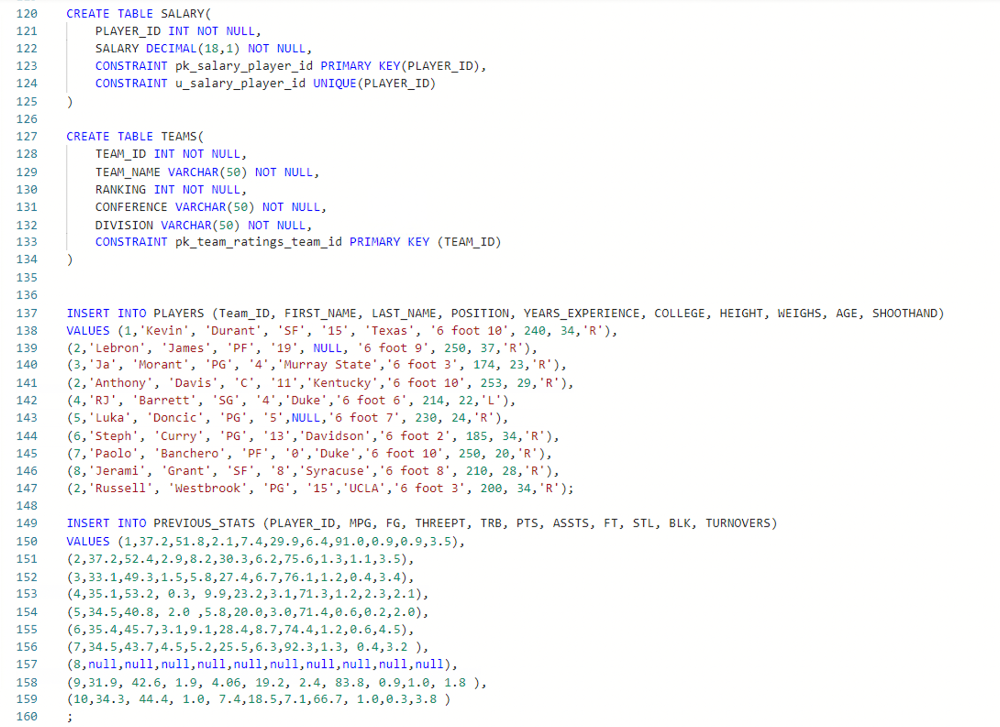 120 CREATE TABLE SALARY(
121 PLAYER_ID INT NOT NULL,
122 SALARY DECIMAL(18,1) NOT NULL,
123 CONSTRAINT pk_salary_player_id PRIMARY KEY(PLAYER_ID),
124 CONSTRAINT u_salary_player_id UNIQUE(PLAYER_ID)
125 )
126
127 CREATE TABLE TEAMS(
128 TEAM_ID INT NOT NULL,
129 TEAM_NAME VARCHAR(50) NOT NULL,
130 RANKING INT NOT NULL,
131 CONFERENCE VARCHAR(50) NOT NULL,
132 DIVISION VARCHAR(50) NOT NULL,
133 CONSTRAINT pk_team_ratings_team_id PRIMARY KEY (TEAM_ID)
134 )
135
136
137 INSERT INTO PLAYERS (Team_ID, FIRST_NAME, LAST_NAME, POSITION, YEARS_EXPERIENCE, COLLEGE, HEIGHT, WEIGHS, AGE, SHOOTHAND)
138 VALUES (1,'Kevin', 'Durant', 'SF', '15', 'Texas', '6 foot 10', 240, 34,'R'),
139 (2,'Lebron', 'James', 'PF', '19', NULL, '6 foot 9', 250, 37,'R'),
140 (3,'Ja', 'Morant', 'PG', '4','Murray State','6 foot 3', 174, 23,'R'),
141 (2,'Anthony', 'Davis', 'C', '11','Kentucky','6 foot 10', 253, 29,'R'),
142 (4,'RJ', 'Barrett', 'SG', '4','Duke','6 foot 6', 214, 22,'L'),
143 (5,'Luka', 'Doncic', 'PG', '5',NULL,'6 foot 7', 230, 24,'R'),
144 (6,'Steph', 'Curry', 'PG', '13','Davidson','6 foot 2', 185, 34,'R'),
145 (7,'Paolo', 'Banchero', 'PF', '0','Duke','6 foot 10', 250, 20,'R'),
146 (8,'Jerami', 'Grant', 'SF', '8','Syracuse','6 foot 8', 210, 28,'R'),
147 (2,'Russell', 'Westbrook', 'PG', '15','UCLA','6 foot 3', 200, 34,'R');
148
149 INSERT INTO PREVIOUS_STATS (PLAYER_ID, MPG, FG, THREEPT, TRB, PTS, ASSTS, FT, STL, BLK, TURNOVERS)
150 VALUES (1,37.2,51.8,2.1,7.4,29.9,6.4,91.0,0.9,0.9,3.5),
151 (2,37.2,52.4,2.9,8.2,30.3,6.2,75.6,1.3,1.1,3.5),
152 (3,33.1,49.3,1.5,5.8,27.4,6.7,76.1,1.2,0.4,3.4),
153 (4,35.1,53.2, 0.3, 9.9,23.2,3.1,71.3,1.2,2.3,2.1),
154 (5,34.5,40.8, 2.0 ,5.8,20.0,3.0,71.4,0.6,0.2,2.0),
155 (6,35.4,45.7,3.1,9.1,28.4,8.7,74.4,1.2,0.6,4.5),
156 (7,34.5,43.7,4.5,5.2,25.5,6.3,92.3,1.3, 0.4,3.2 ),
157 (8,null,null,null,null,null,null,null,null,null,null),
158 (9,31.9, 42.6, 1.9, 4.06, 19.2, 2.4, 83.8, 0.9,1.0, 1.8 ),
159 (10,34.3, 44.4, 1.0, 7.4,18.5,7.1,66.7, 1.0,0.3,3.8 )
160 ;